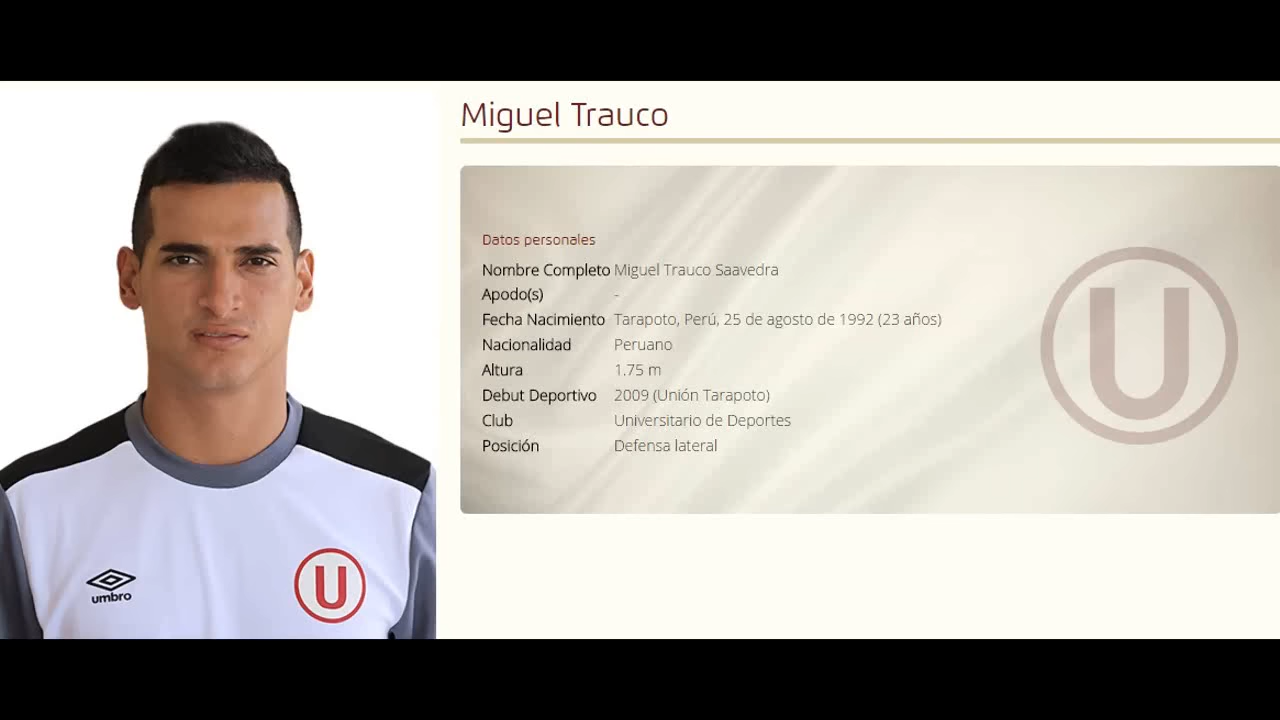 Miguel Trauco
Datos personales
Nombre Completo Miguel Trauco Saavedra
Apodo(s) -
Fecha Nacimiento Tarapoto, Perú, 25 de agosto de 1992 (23 años)
Nacionalidad Peruano
Altura 1.75 m
Debut Deportivo 2009 (Unión Tarapoto)
Club Universitario de Deportes
Posición Defensa lateral
U
umbro
U